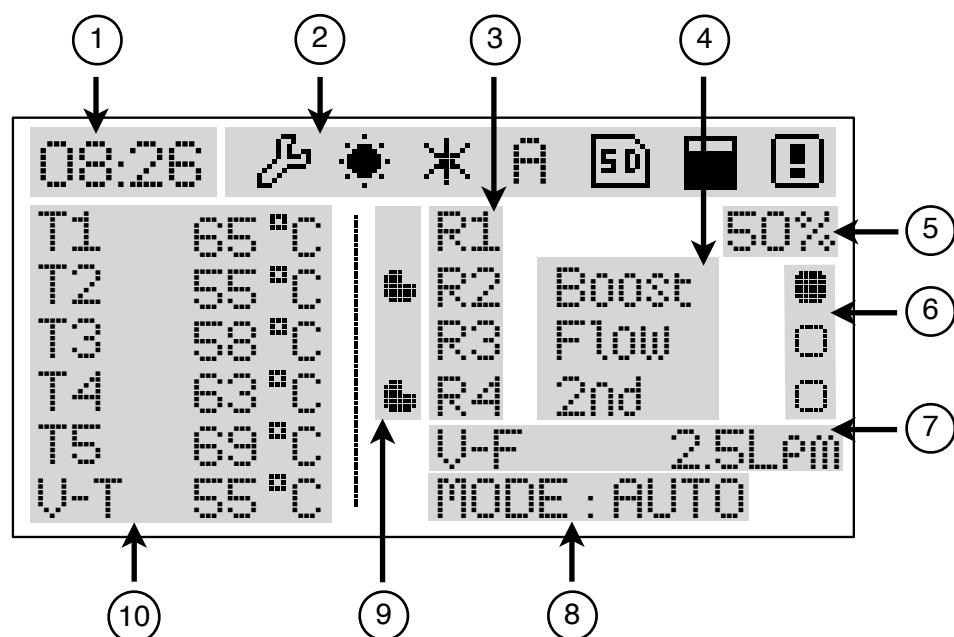 1 2 3 4
08:26 A SD !
T1 65°C R1 50% 5
T2 55°C R2 Boost
T3 58°C R3 Flow 6
T4 63°C R4 2nd
T5 69°C V-F 2.5Lpm 7
V-T 55°C MODE : AUTO
10 9 8